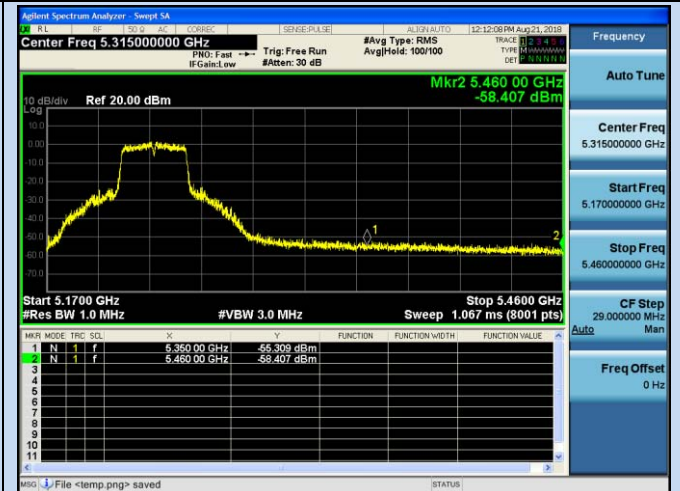 Agilent Spectrum Analyzer - Swept SA
RL RF 50 Ω AC CORREC SENSE:PULSE ALIGN AUTO 12:12:08 PM Aug 21, 2018
Center Freq 5.315000000 GHz
PNO: Fast
IFGain:Low
Trig: Free Run
#Atten: 30 dB
#Avg Type: RMS
Avg|Hold: 100/100
TRACE 1 2 3 4 5 6
TYPE M
DET P N N N N N
Mkr2 5.460 00 GHz
-58.407 dBm
10 dB/div Ref 20.00 dBm
Log
10.0
0.00
-10.0
-20.0
-30.0
-40.0
-50.0
-60.0
-70.0
1
2
Start 5.1700 GHz
Stop 5.4600 GHz
#Res BW 1.0 MHz
#VBW 3.0 MHz
Sweep 1.067 ms (8001 pts)
MKR MODE TRC SCL X Y FUNCTION FUNCTION WIDTH FUNCTION VALUE
1 N 1 f 5.350 00 GHz -55.309 dBm
2 N 1 f 5.460 00 GHz -58.407 dBm
3
4
5
6
7
8
9
10
11
MSG File <temp.png> saved STATUS
Frequency
Auto Tune
Center Freq
5.315000000 GHz
Start Freq
5.170000000 GHz
Stop Freq
5.460000000 GHz
CF Step
29.000000 MHz
Auto Man
Freq Offset
0 Hz